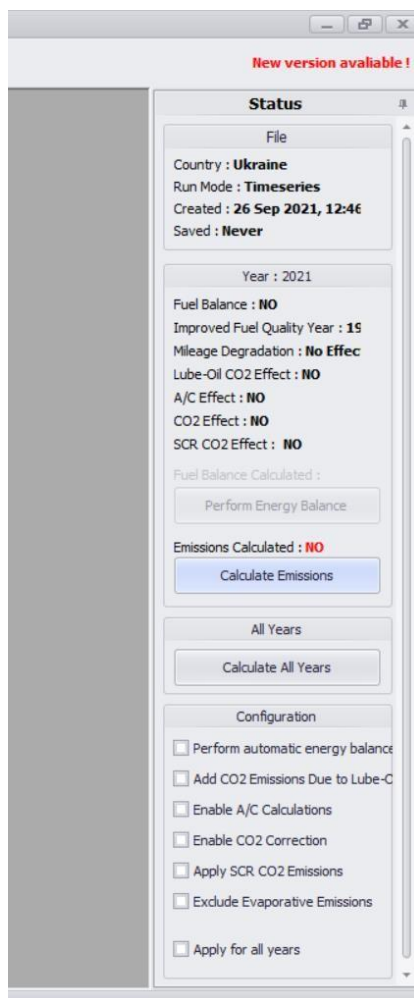 New version avaliable !
Status
File
Country : Ukraine
Run Mode : Timeseries
Created : 26 Sep 2021, 12:46
Saved : Never
Year : 2021
Fuel Balance : NO
Improved Fuel Quality Year : 19
Mileage Degradation : No Effec
Lube-Oil CO2 Effect : NO
A/C Effect : NO
CO2 Effect : NO
SCR CO2 Effect : NO
Fuel Balance Calculated :
Perform Energy Balance
Emissions Calculated : NO
Calculate Emissions
All Years
Calculate All Years
Configuration
Perform automatic energy balance
Add CO2 Emissions Due to Lube-O
Enable A/C Calculations
Enable CO2 Correction
Apply SCR CO2 Emissions
Exclude Evaporative Emissions
Apply for all years